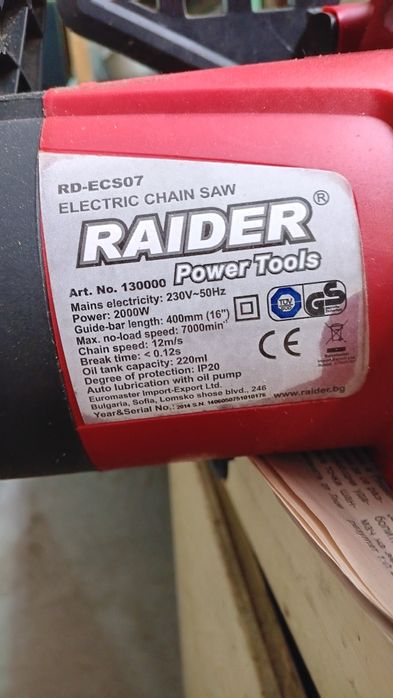 RD-ECS07
ELECTRIC CHAIN SAW
RAIDER®
Power Tools
Art. No. 130000
Mains electricity: 230V~50Hz
Power: 2000W
Guide-bar length: 400mm (16")
Max. no-load speed: 7000min⁻¹
Chain speed: 12m/s
Break time: < 0.12s
Oil tank capacity: 220ml
Degree of protection: IP20
Auto lubrication with oil pump
Euromaster Import-Export Ltd.
Bulgaria, Sofia, Lomsko shose blvd., 246
Year&Serial No.: 2014 S.N.
TÜV
GS
CE
www.raider.bg